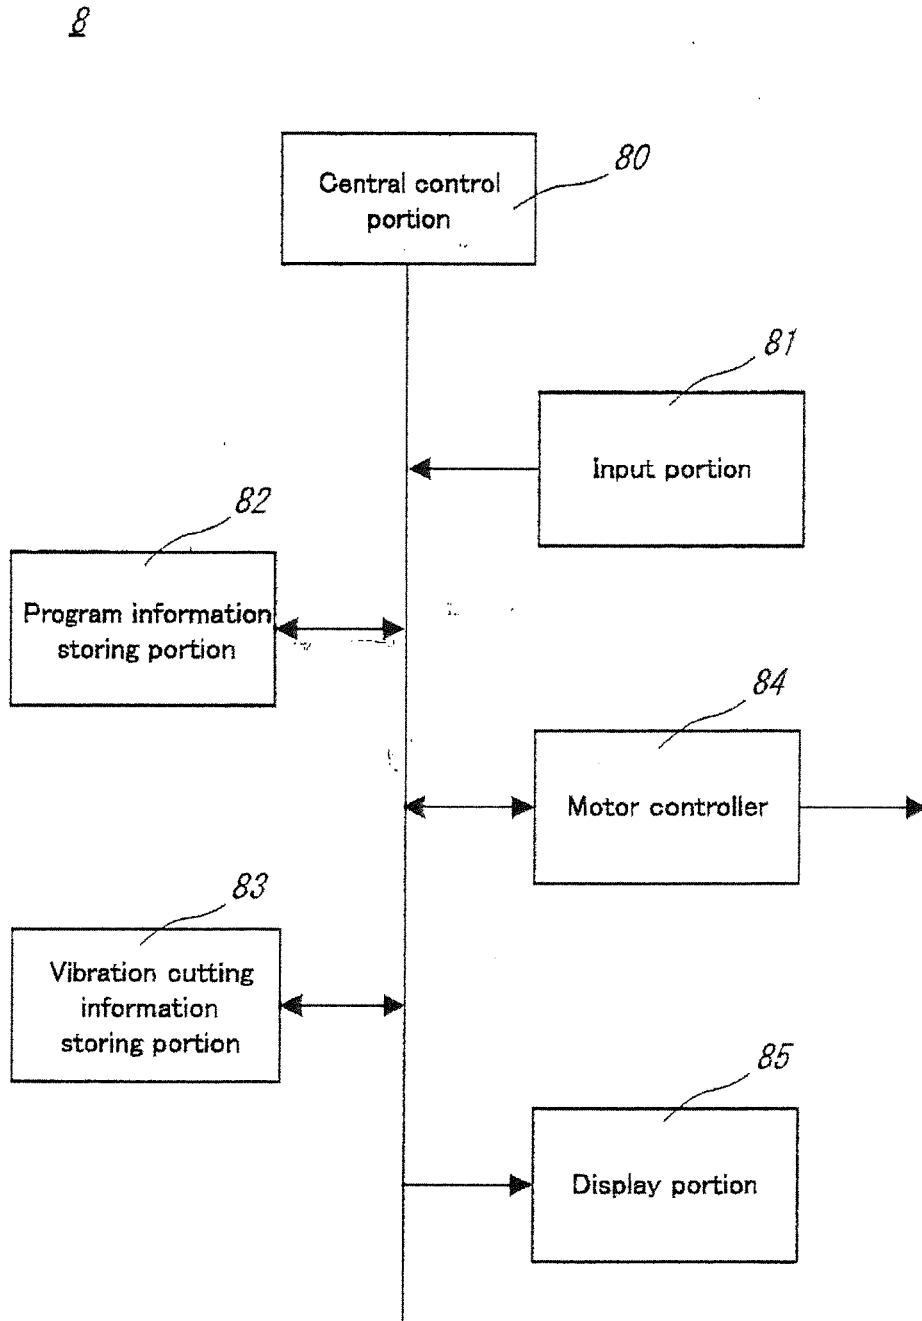 8
80
Central control
portion
81
Input portion
82
Program information
storing portion
84
Motor controller
83
Vibration cutting
information
storing portion
85
Display portion